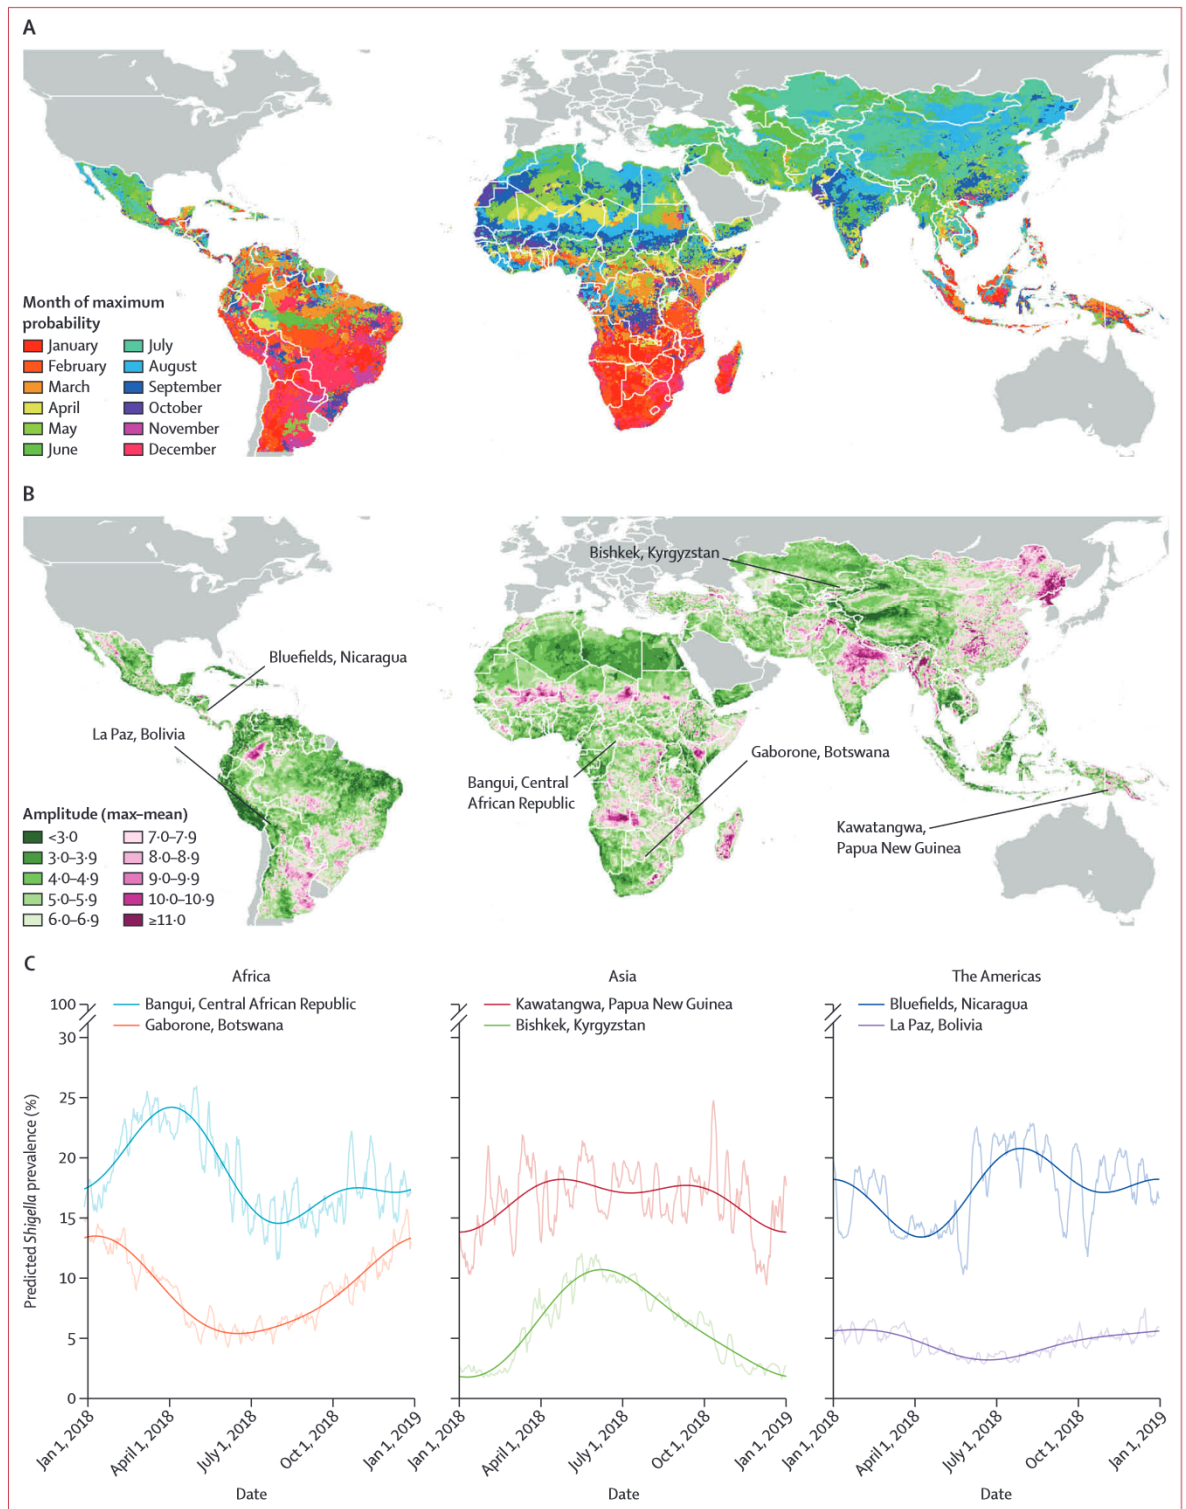 A
Month of maximum
probability
January
February
March
April
May
June
July
August
September
October
November
December
B
Bishkek, Kyrgyzstan
Bluefields, Nicaragua
La Paz, Bolivia
Gaborone, Botswana
Bangui, Central
African Republic
Kawatangwa,
Papua New Guinea
Amplitude (max–mean)
<3·0
3·0–3·9
4·0–4·9
5·0–5·9
6·0–6·9
7·0–7·9
8·0–8·9
9·0–9·9
10·0–10·9
≥11·0
C
Africa
Bangui, Central African Republic
Gaborone, Botswana
Predicted Shigella prevalence (%)
100
30
25
20
15
10
5
0
Jan 1, 2018
April 1, 2018
July 1, 2018
Oct 1, 2018
Jan 1, 2019
Date
Asia
Kawatangwa, Papua New Guinea
Bishkek, Kyrgyzstan
Jan 1, 2018
April 1, 2018
July 1, 2018
Oct 1, 2018
Jan 1, 2019
Date
The Americas
Bluefields, Nicaragua
La Paz, Bolivia
Jan 1, 2018
April 1, 2018
July 1, 2018
Oct 1, 2018
Jan 1, 2019
Date